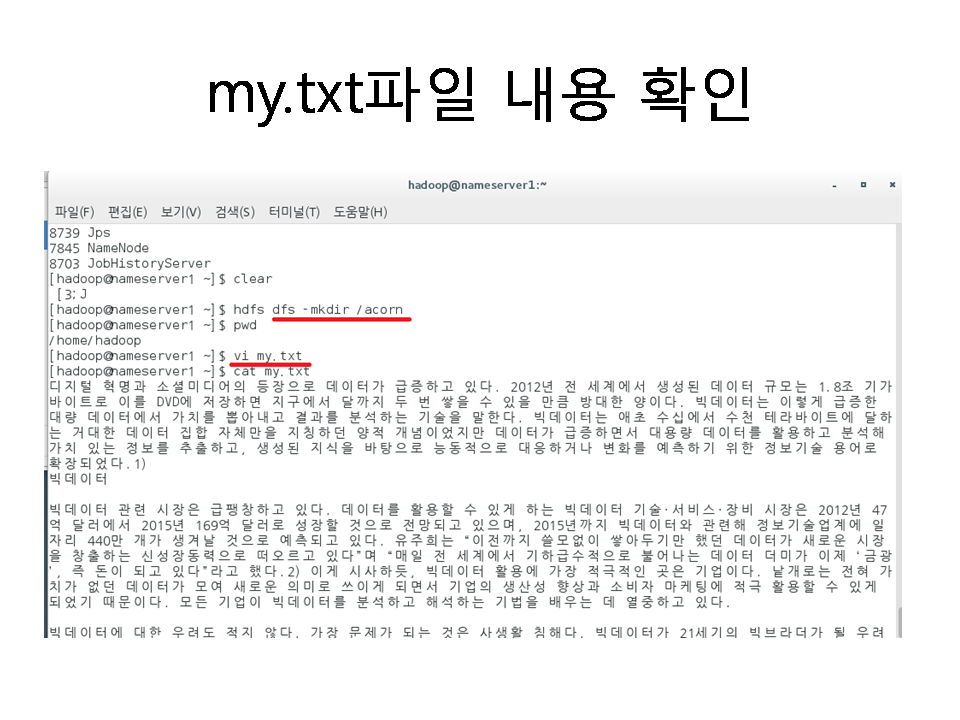 my.txt파일 내용 확인
hadoop@nameserver1:~
파일(F) 편집(E) 보기(V) 검색(S) 터미널(T) 도움말(H)
8739 Jps
7845 NameNode
8703 JobHistoryServer
[hadoop@nameserver1 ~]$ clear
[3;J
[hadoop@nameserver1 ~]$ hdfs dfs -mkdir /acorn
[hadoop@nameserver1 ~]$ pwd
/home/hadoop
[hadoop@nameserver1 ~]$ vi my.txt
[hadoop@nameserver1 ~]$ cat my.txt
디지털 혁명과 소셜미디어의 등장으로 데이터가 급증하고 있다. 2012년 전 세계에서 생성된 데이터 규모는 1.8조 기가
바이트로 이를 DVD에 저장하면 지구에서 달까지 두 번 쌓을 수 있을 만큼 방대한 양이다. 빅데이터는 이렇게 급증한
대량 데이터에서 가치를 뽑아내고 결과를 분석하는 기술을 말한다. 빅데이터는 애초 수십에서 수천 테라바이트에 달하
는 거대한 데이터 집합 자체만을 지칭하던 양적 개념이었지만 데이터가 급증하면서 대용량 데이터를 활용하고 분석해
가치 있는 정보를 추출하고, 생성된 지식을 바탕으로 능동적으로 대응하거나 변화를 예측하기 위한 정보기술 용어로
확장되었다.1)
빅데이터
빅데이터 관련 시장은 급팽창하고 있다. 데이터를 활용할 수 있게 하는 빅데이터 기술·서비스·장비 시장은 2012년 47
억 달러에서 2015년 169억 달러로 성장할 것으로 전망되고 있으며, 2015년까지 빅데이터와 관련해 정보기술업계에 일
자리 440만 개가 생겨날 것으로 예측되고 있다. 유주희는 “이전까지 쓸모없이 쌓아두기만 했던 데이터가 새로운 시장
을 창출하는 신성장동력으로 떠오르고 있다”며 “매일 전 세계에서 기하급수적으로 불어나는 데이터 더미가 이제 ‘금광
’, 즉 돈이 되고 있다”라고 했다.2) 이게 시사하듯, 빅데이터 활용에 가장 적극적인 곳은 기업이다. 낱개로는 전혀 가
치가 없던 데이터가 모여 새로운 의미로 쓰이게 되면서 기업의 생산성 향상과 소비자 마케팅에 적극 활용할 수 있게
되었기 때문이다. 모든 기업이 빅데이터를 분석하고 해석하는 기법을 배우는 데 열중하고 있다.
빅데이터에 대한 우려도 적지 않다. 가장 문제가 되는 것은 사생활 침해다. 빅데이터가 21세기의 빅브라더가 될 우려